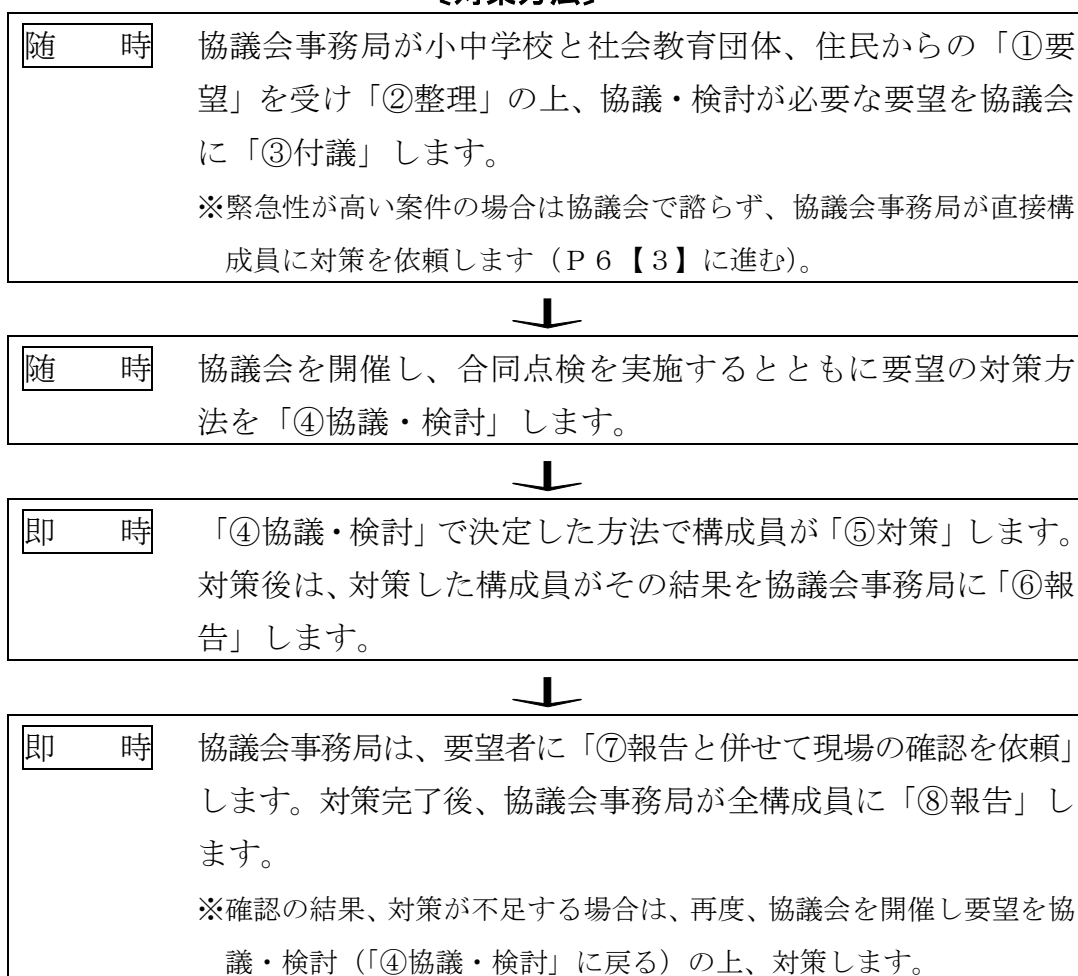 随　時　協議会事務局が小中学校と社会教育団体、住民からの「①要
望」を受け「②整理」の上、協議・検討が必要な要望を協議会
に「③付議」します。
※緊急性が高い案件の場合は協議会で諮らず、協議会事務局が直接構
成員に対策を依頼します（Ｐ６【３】に進む）。
随　時　協議会を開催し、合同点検を実施するとともに要望の対策方
法を「④協議・検討」します。
即　時　「④協議・検討」で決定した方法で構成員が「⑤対策」します。
対策後は、対策した構成員がその結果を協議会事務局に「⑥報
告」します。
即　時　協議会事務局は、要望者に「⑦報告と併せて現場の確認を依頼」
します。対策完了後、協議会事務局が全構成員に「⑧報告」し
ます。
※確認の結果、対策が不足する場合は、再度、協議会を開催し要望を協
議・検討（「④協議・検討」に戻る）の上、対策します。